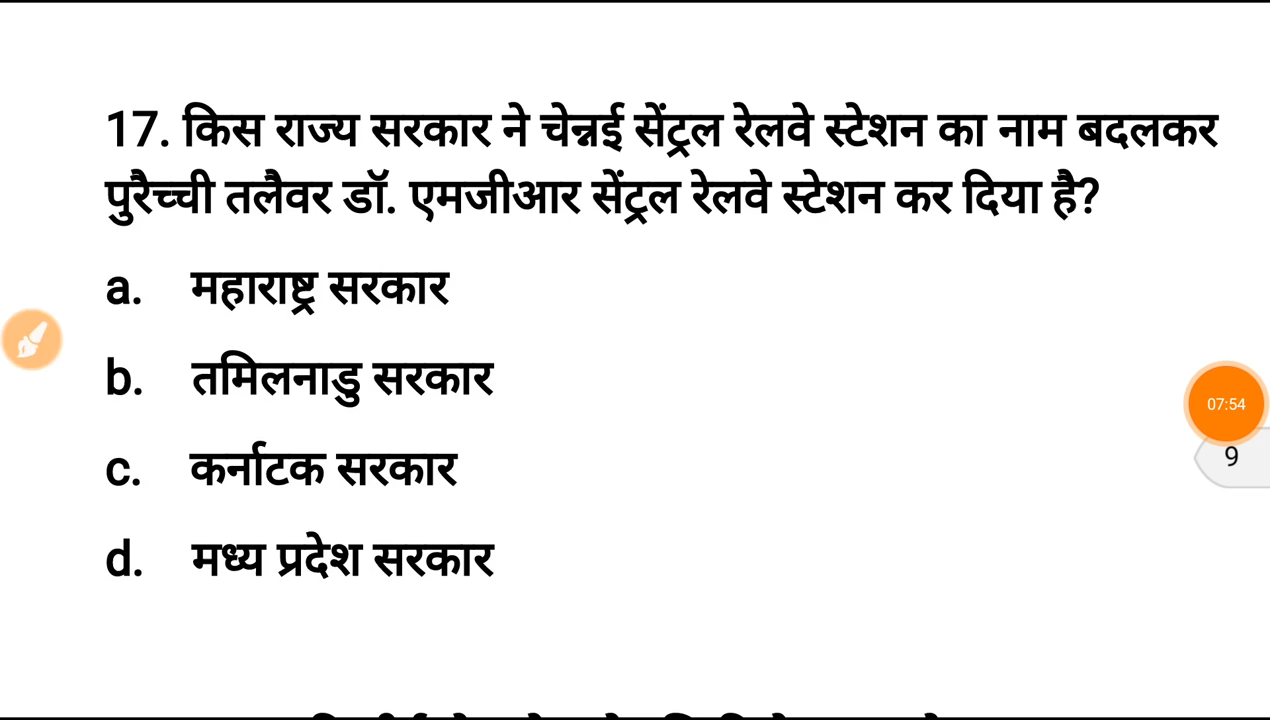 17. किस राज्य सरकार ने चेन्नई सेंट्रल रेलवे स्टेशन का नाम बदलकर
पुरैच्ची तलैवर डॉ. एमजीआर सेंट्रल रेलवे स्टेशन कर दिया है?
a. महाराष्ट्र सरकार
b. तमिलनाडु सरकार
07:54
9
c. कर्नाटक सरकार
d. मध्य प्रदेश सरकार